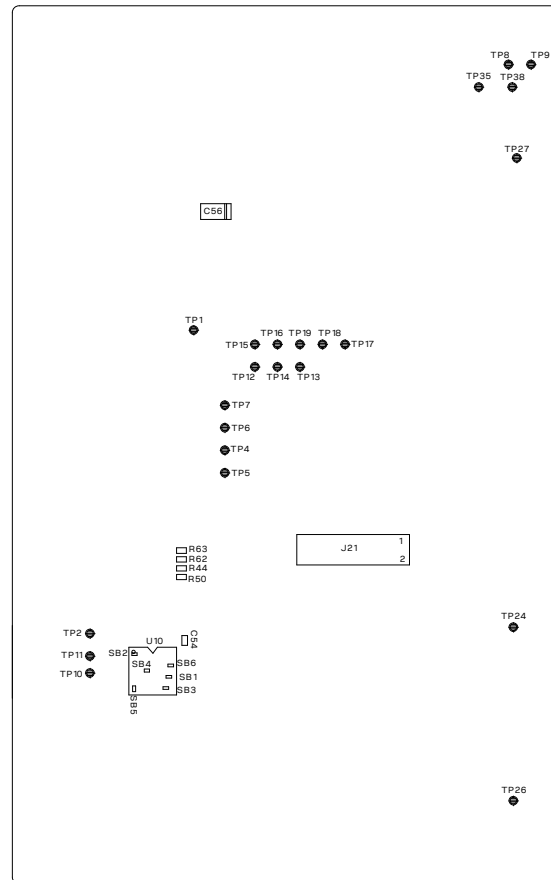 TP8 TP9
TP35 TP38
TP27
C56
TP1
TP16 TP19 TP18
TP15 TP17
TP12 TP14 TP13
TP7
TP6
TP4
TP5
R63
R62
R44
R50
J21
1
2
TP2
U10
C54
TP24
TP11
SB2
SB4
SB6
TP10
SB1
SB3
SB5
TP26